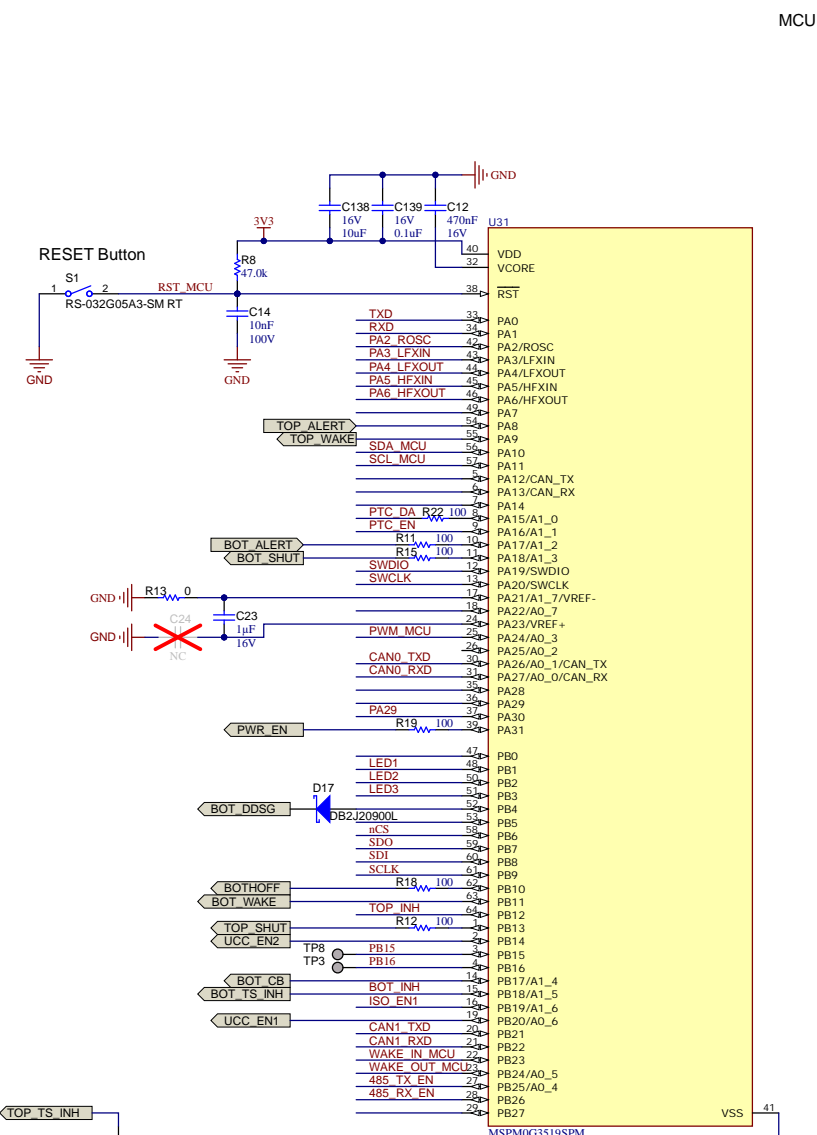 MCU
GND
C138
C139
C12
16V
16V
470nF
10uF
0.1uF
16V
U31
3V3
40 VDD
32 VCORE
RESET Button
R8
47.0k
S1
1 2
RST_MCU
38 RST
RS-032G05A3-SM RT
C14
10nF
100V
GND
GND
TXD 33 PA0
RXD 34 PA1
PA2_ROSC 42 PA2/ROSC
PA3_LFXIN 43 PA3/LFXIN
PA4_LFXOUT 44 PA4/LFXOUT
PA5_HFXIN 45 PA5/HFXIN
PA6_HFXOUT 46 PA6/HFXOUT
49 PA7
TOP_ALERT 54 PA8
TOP_WAKE 55 PA9
SDA_MCU 56 PA10
SCL_MCU 57 PA11
5 PA12/CAN_TX
6 PA13/CAN_RX
7 PA14
PTC_DA R22 100 8 PA15/A1_0
PTC_EN 9 PA16/A1_1
BOT_ALERT R11 100 10 PA17/A1_2
BOT_SHUT R15 100 11 PA18/A1_3
SWDIO 12 PA19/SWDIO
SWCLK 13 PA20/SWCLK
GND R13 0 17 PA21/A1_7/VREF-
18 PA22/A0_7
C24
C23
24 PA23/VREF+
GND
1µF
PWM_MCU 25 PA24/A0_3
NC
16V
26 PA25/A0_2
CAN0_TXD 30 PA26/A0_1/CAN_TX
CAN0_RXD 31 PA27/A0_0/CAN_RX
35 PA28
36 PA29
PA29 37 PA30
PWR_EN R19 100 39 PA31
47 PB0
LED1 48 PB1
LED2 50 PB2
LED3 51 PB3
D17
BOT_DDSG 52 PB4
DB2J20900L 53 PB5
nCS 58 PB6
SDO 59 PB7
SDI 60 PB8
SCLK 61 PB9
BOTHOFF R18 100 62 PB10
BOT_WAKE 63 PB11
TOP_INH 64 PB12
TOP_SHUT R12 100 1 PB13
UCC_EN2 2 PB14
TP8 PB15 3 PB15
TP3 PB16 4 PB16
BOT_CB 14 PB17/A1_4
BOT_TS_INH BOT_INH 15 PB18/A1_5
ISO_EN1 16 PB19/A1_6
UCC_EN1 19 PB20/A0_6
CAN1_TXD 20 PB21
CAN1_RXD 21 PB22
WAKE_IN_MCU 22 PB23
WAKE_OUT_MCU 23 PB24/A0_5
485_TX_EN 27 PB25/A0_4
485_RX_EN 28 PB26
TOP_TS_INH 29 PB27 VSS 41
MSPM0G3519SPM